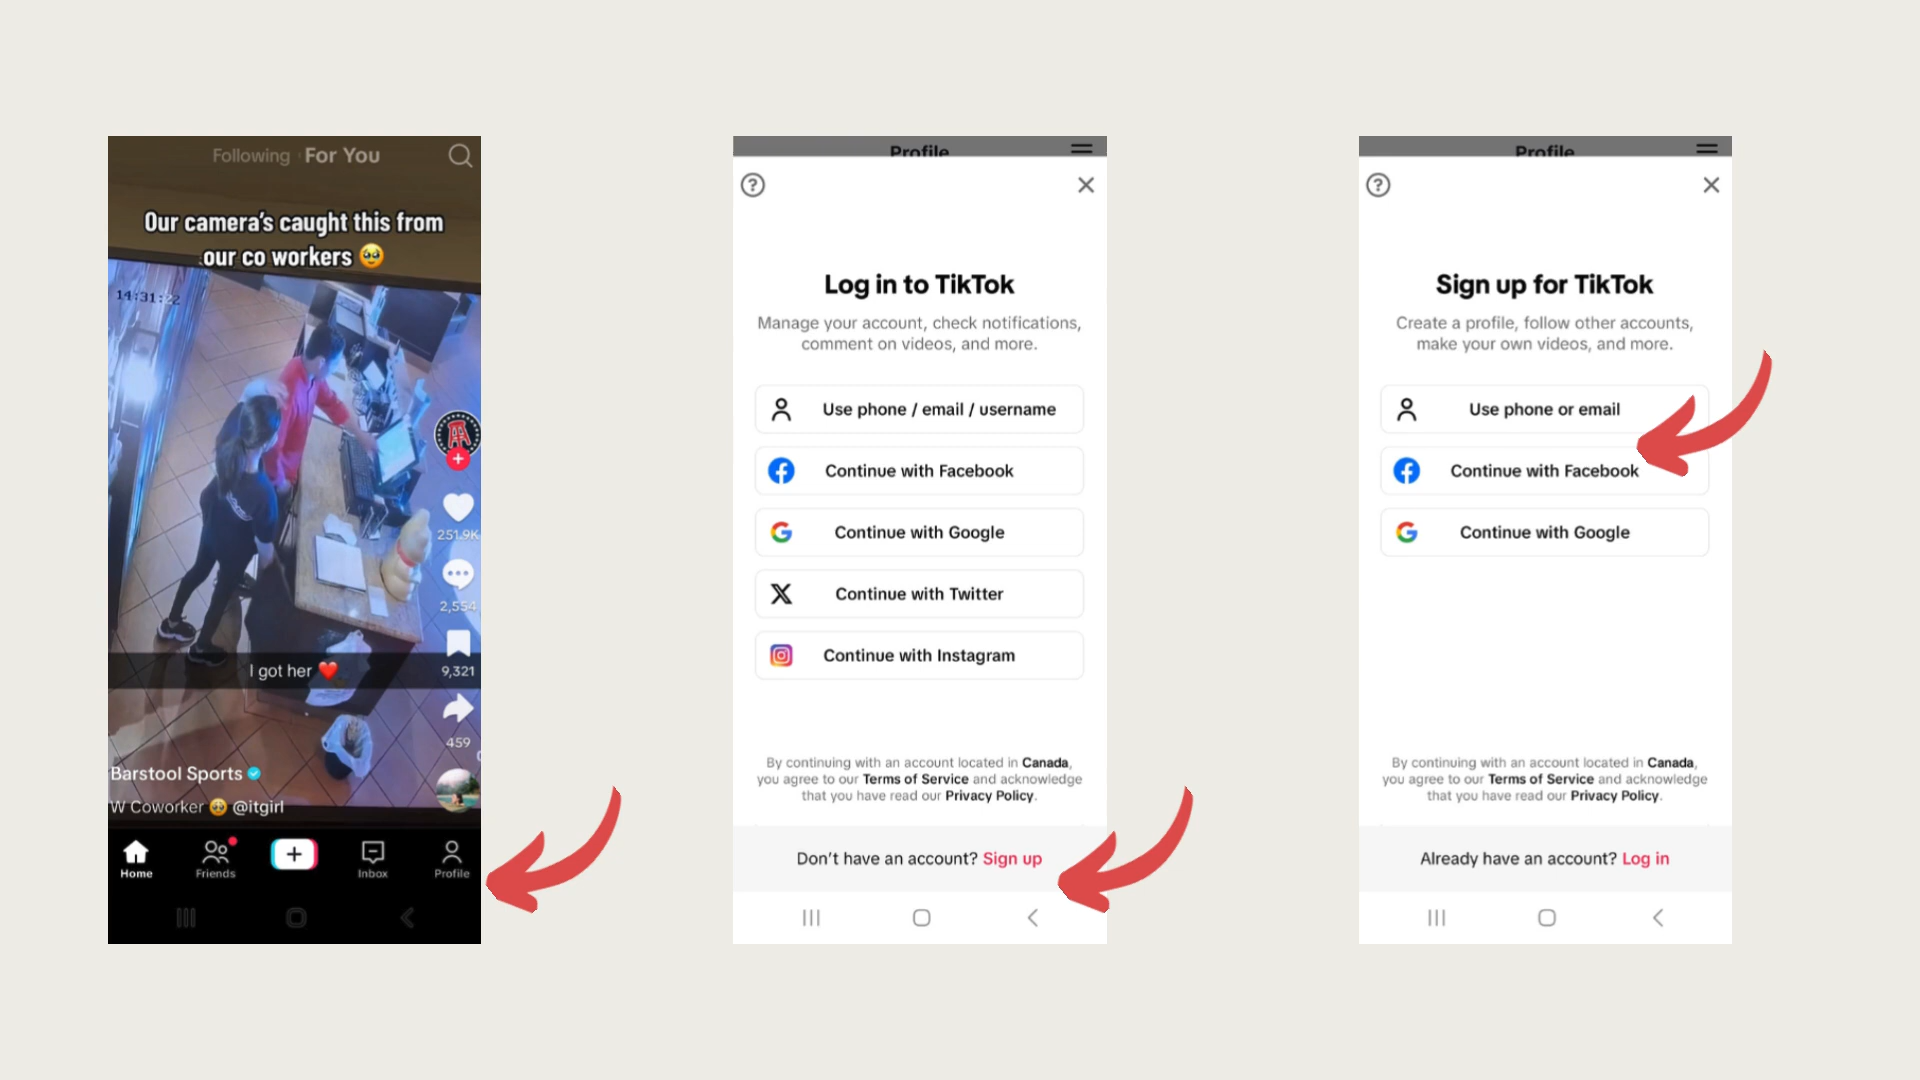 Following For You
Our camera's caught this from
our co workers 🥹
14:31:22
251.9K
2,554
I got her ❤️
9,321
459
Barstool Sports
W Coworker 🥹 @itgirl
Home
Friends
Inbox
Profile
Profile
Log in to TikTok
Manage your account, check notifications,
comment on videos, and more.
Use phone / email / username
Continue with Facebook
Continue with Google
Continue with Twitter
Continue with Instagram
By continuing with an account located in Canada,
you agree to our Terms of Service and acknowledge
that you have read our Privacy Policy.
Don't have an account? Sign up
Profile
Sign up for TikTok
Create a profile, follow other accounts,
make your own videos, and more.
Use phone or email
Continue with Facebook
Continue with Google
By continuing with an account located in Canada,
you agree to our Terms of Service and acknowledge
that you have read our Privacy Policy.
Already have an account? Log in